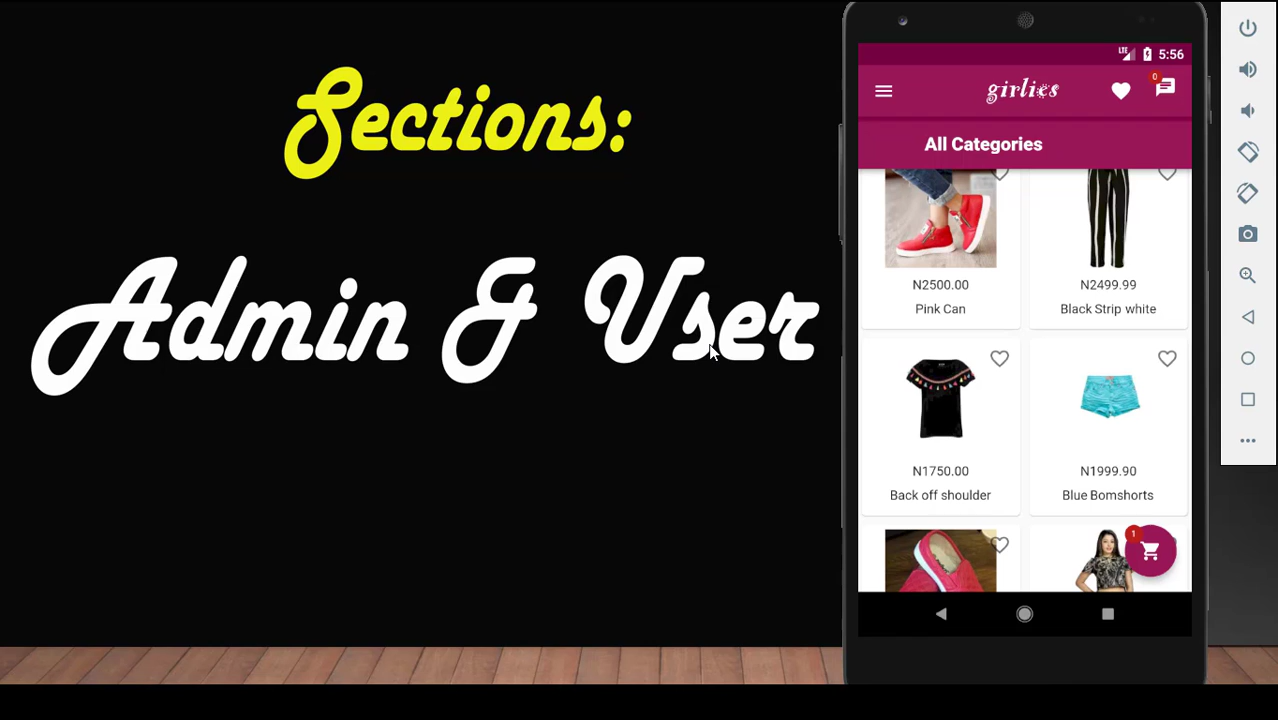 Sections:
Admin & User
LTE 5:56
girlies
0
All Categories
N2500.00
Pink Can
N2499.99
Black Strip white
N1750.00
Back off shoulder
N1999.90
Blue Bomshorts
1